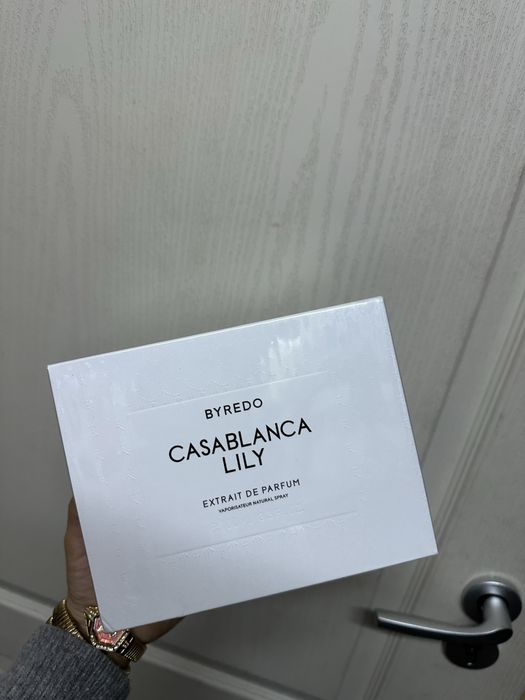 BYREDO
CASABLANCA
LILY
EXTRAIT DE PARFUM
VAPORISATEUR NATURAL SPRAY